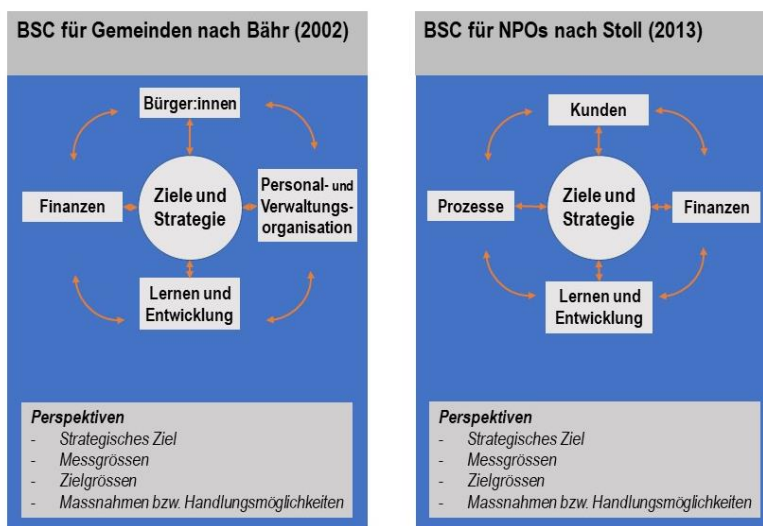 BSC für Gemeinden nach Bähr (2002)
Bürger:innen
Finanzen
Ziele und
Strategie
Personal- und
Verwaltungs-
organisation
Lernen und
Entwicklung
Perspektiven
- Strategisches Ziel
- Messgrössen
- Zielgrössen
- Massnahmen bzw. Handlungsmöglichkeiten
BSC für NPOs nach Stoll (2013)
Kunden
Prozesse
Ziele und
Strategie
Finanzen
Lernen und
Entwicklung
Perspektiven
- Strategisches Ziel
- Messgrössen
- Zielgrössen
- Massnahmen bzw. Handlungsmöglichkeiten